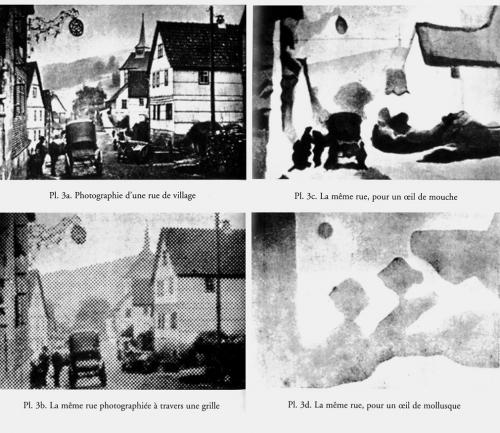 Pl. 3a. Photographie d'une rue de village
Pl. 3c. La même rue, pour un œil de mouche
Pl. 3b. La même rue photographiée à travers une grille
Pl. 3d. La même rue, pour un œil de mollusque